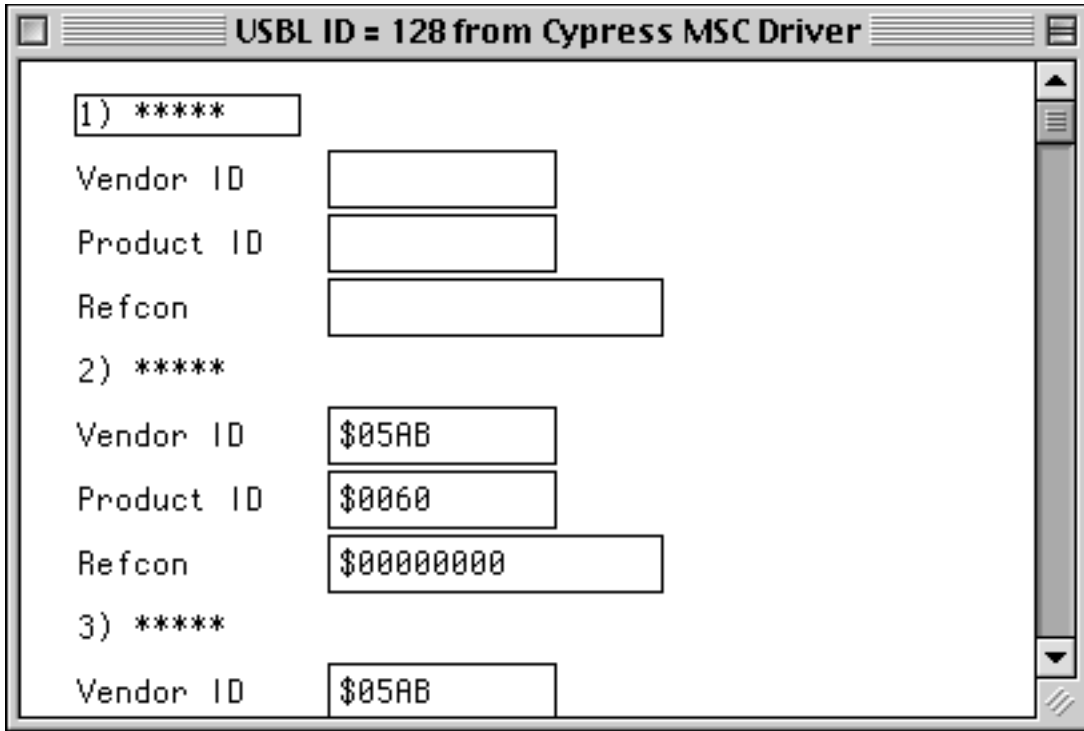 USBL ID = 128 from Cypress MSC Driver
1) *****
Vendor ID
Product ID
Refcon
2) *****
Vendor ID $05AB
Product ID $0060
Refcon $00000000
3) *****
Vendor ID $05AB